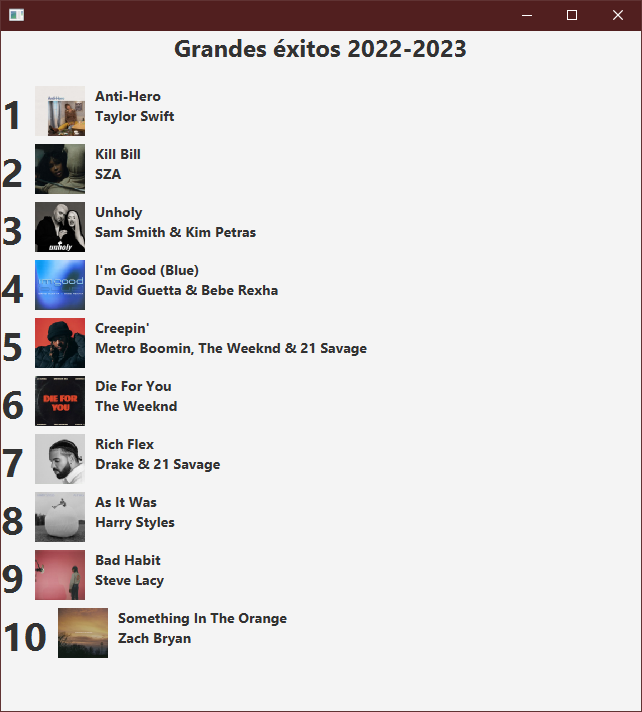 Grandes éxitos 2022-2023
1
Anti-Hero
Taylor Swift
2
Kill Bill
SZA
3
unholy
Unholy
Sam Smith & Kim Petras
4
i'm good
I'm Good (Blue)
David Guetta & Bebe Rexha
5
Creepin'
Metro Boomin, The Weeknd & 21 Savage
6
DIE FOR
YOU
Die For You
The Weeknd
7
Rich Flex
Drake & 21 Savage
8
As It Was
Harry Styles
9
Bad Habit
Steve Lacy
10
Something In The Orange
Zach Bryan